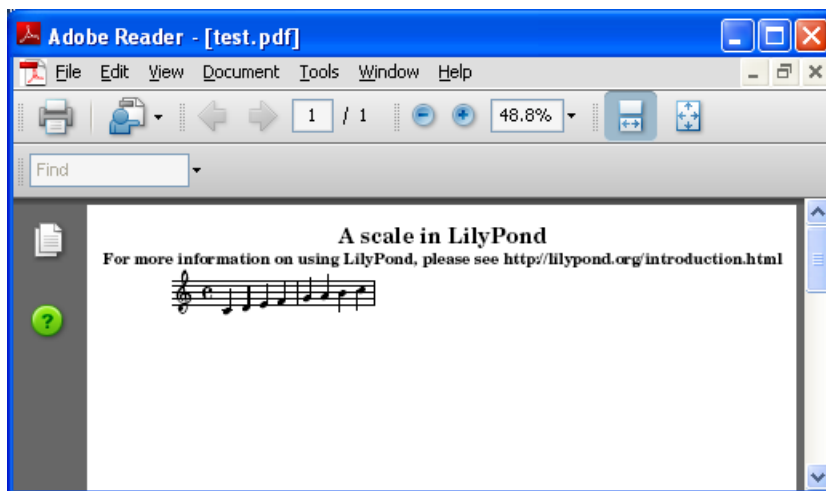 Adobe Reader - [test.pdf]
File Edit View Document Tools Window Help
1 / 1 48.8%
Find
A scale in LilyPond
For more information on using LilyPond, please see http://lilypond.org/introduction.html